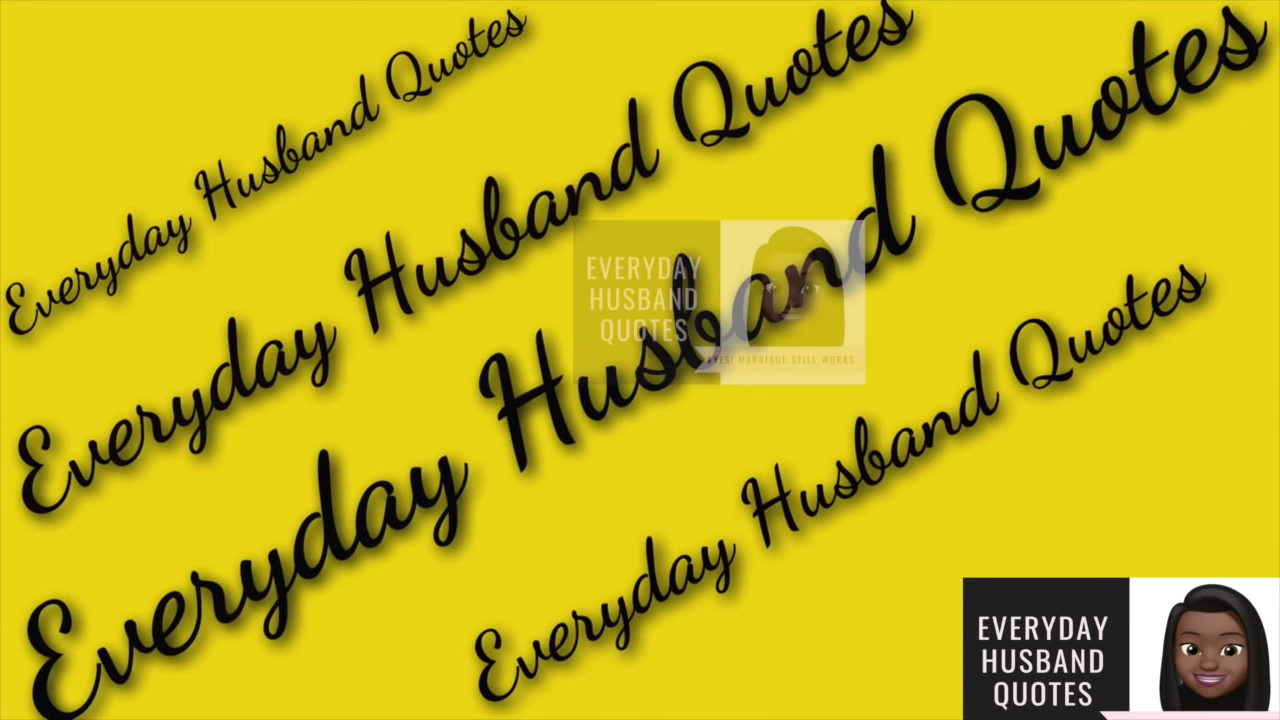 Everyday Husband Quotes
Everyday Husband Quotes
Everyday Husband Quotes
EVERYDAY
HUSBAND
QUOTES
YES! MARRIAGE STILL WORKS
Everyday Husband Quotes
EVERYDAY
HUSBAND
QUOTES